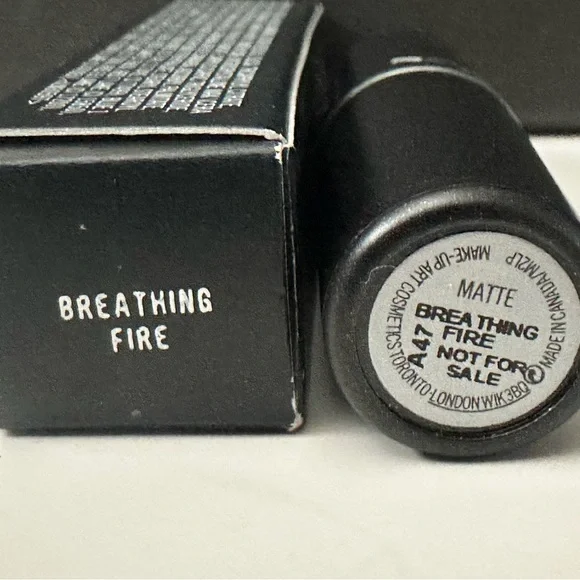 BREATHING
FIRE
MATTE
BREATHING
FIRE
NOT FOR
SALE
A47
MAKE-UP ART COSMETICS TORONTO-LONDON W1K3BQ
MADE IN CANADA/M2LP